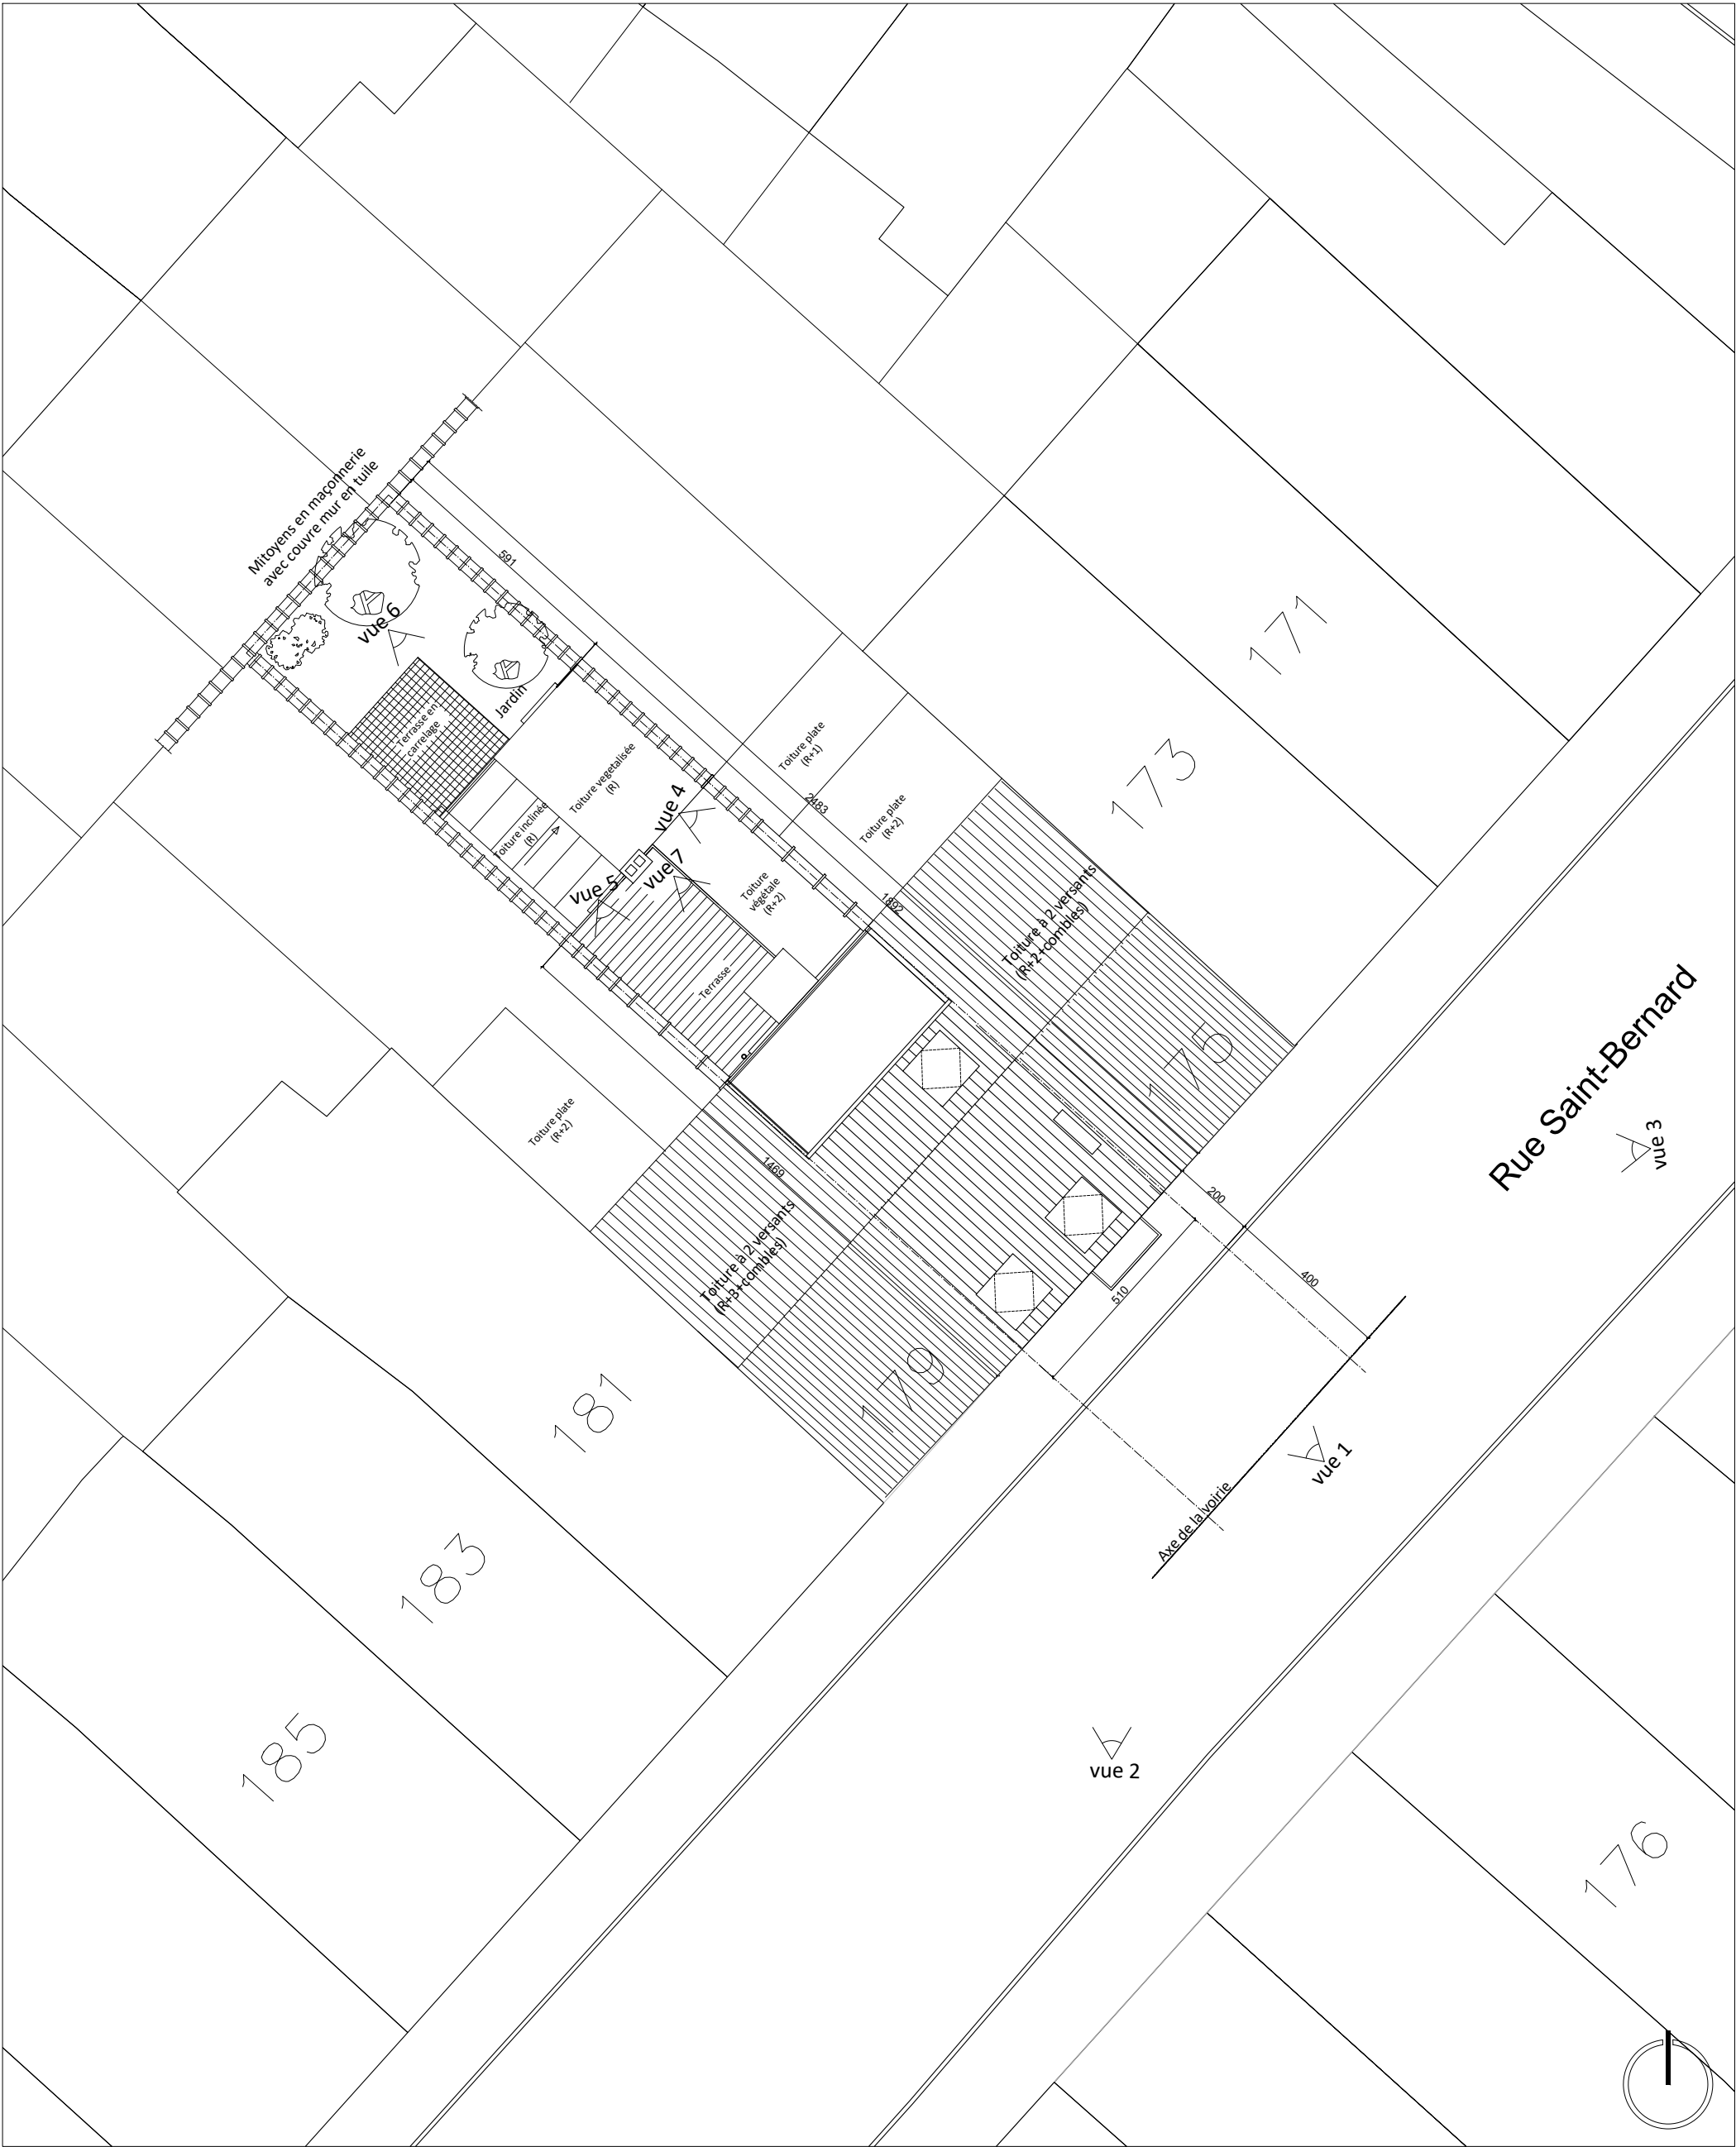 Mitoyens en maçonnerie
avec couvre mur en tuile
591
vue 6
Jardin
Terrasse en
carrelage
171
173
Toiture plate
(R+1)
Toiture vegetalisée
(R)
2483
vue 4
Toiture plate
(R+2)
Toiture inclinée
(R)
vue 5
vue 7
Toiture
végétale
(R+2)
1892
Toiture à 2 versants
(R+2+combles)
Terrasse
175
Rue Saint-Bernard
vue 3
Toiture plate
(R+2)
1469
200
Toiture à 2 versants
(R+3+combles)
400
510
179
181
vue 1
Axe de la voirie
183
185
vue 2
176